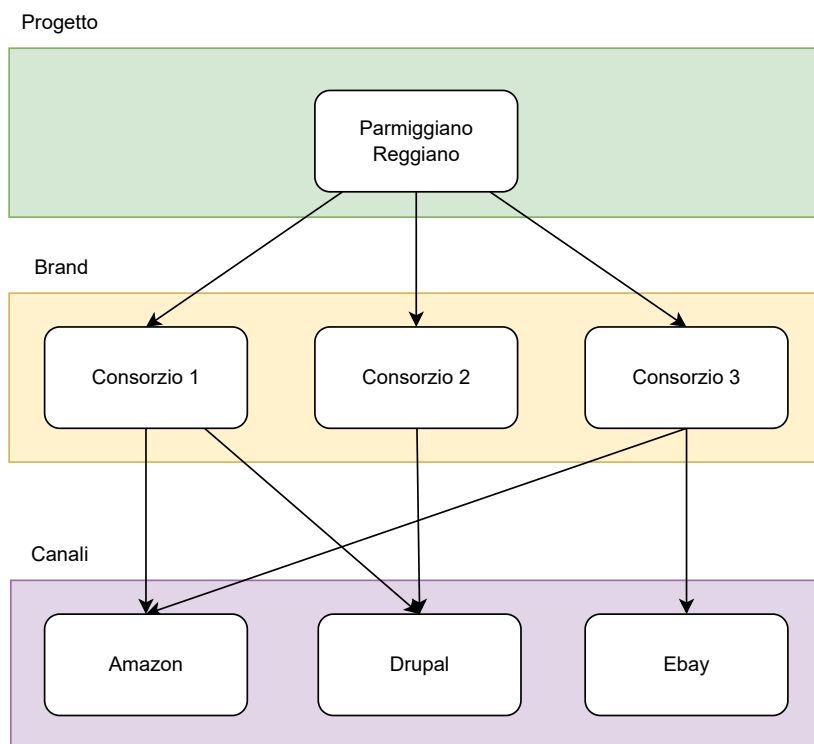 Progetto
Parmiggiano
Reggiano
Brand
Consorzio 1
Consorzio 2
Consorzio 3
Canali
Amazon
Drupal
Ebay